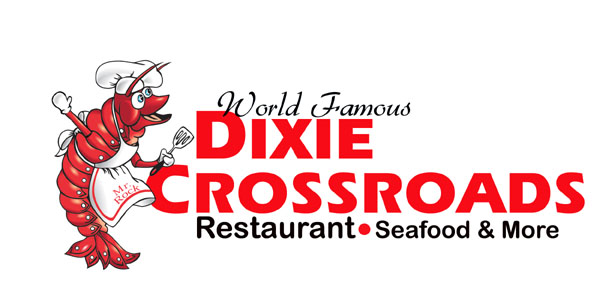 World Famous
DIXIE
CROSSROADS
Restaurant • Seafood & More
Mr.
Rock